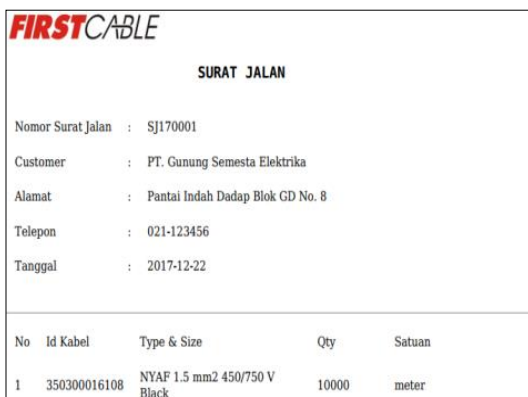 FIRSTCABLE
SURAT JALAN
Nomor Surat Jalan : SJ170001
Customer : PT. Gunung Semesta Elektrika
Alamat : Pantai Indah Dadap Blok GD No. 8
Telepon : 021-123456
Tanggal : 2017-12-22
No Id Kabel Type & Size Qty Satuan
1 350300016108 NYAF 1.5 mm2 450/750 V 10000 meter
Black